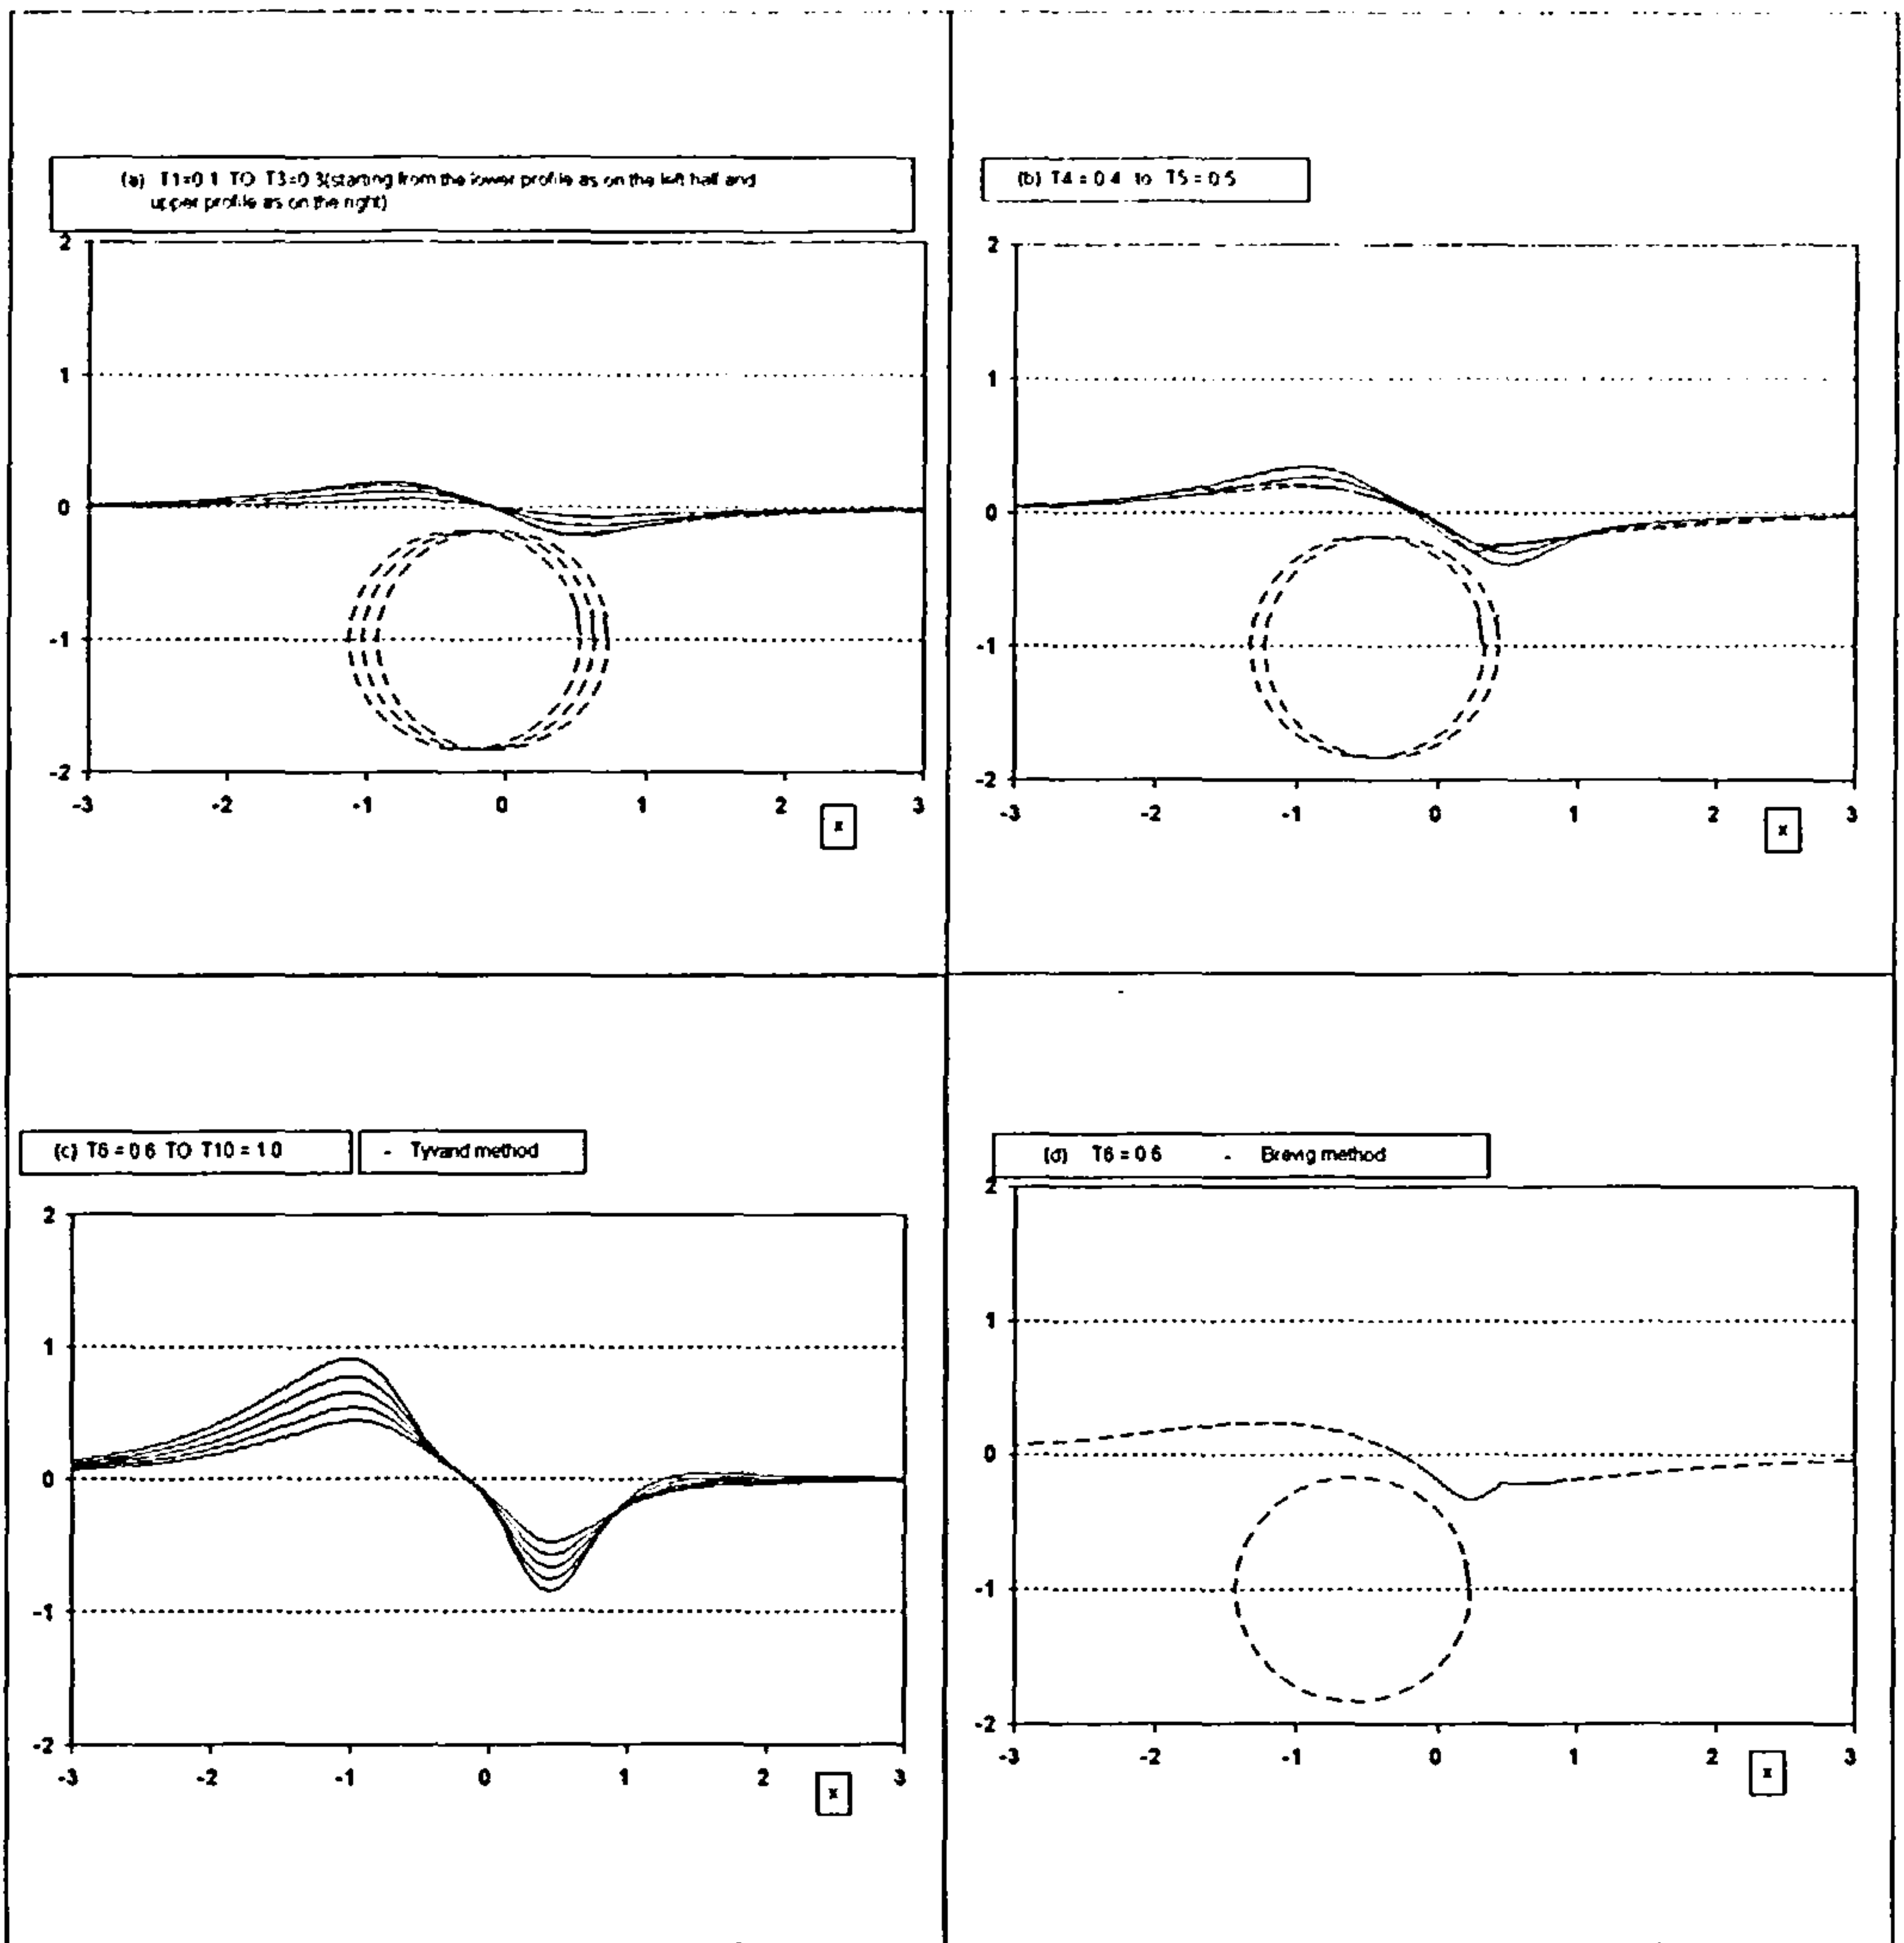 (a) T1=0.1 TO T3=0.3(starting from the lower profile as on the left half and
upper profile as on the right)
2
1
0
-1
-2
-3 -2 -1 0 1 2 3
x
(b) T4 = 0.4 to T5 = 0.5
2
1
0
-1
-2
-3 -2 -1 0 1 2 3
x
(c) T6 = 0.6 TO T10 = 1.0 - Tyvand method
2
1
0
-1
-2
-3 -2 -1 0 1 2 3
x
(d) T6 = 0.6 - Brevig method
2
1
0
-1
-2
-3 -2 -1 0 1 2 3
x